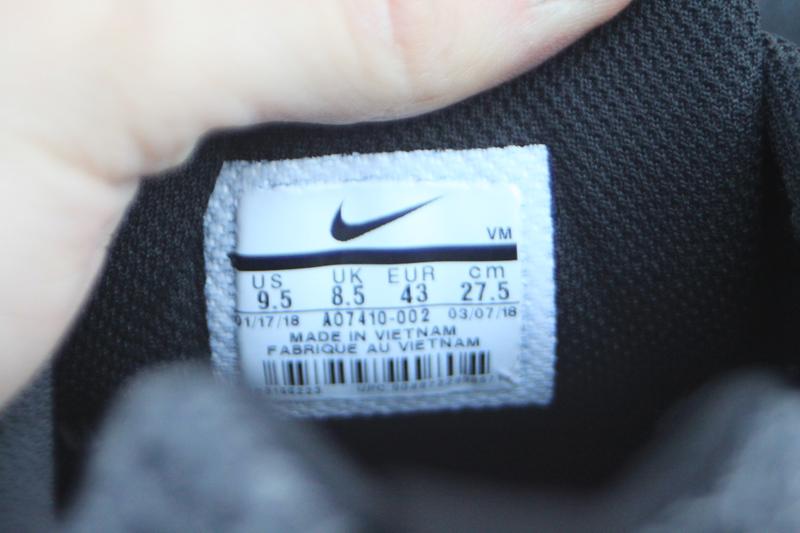 VM
US UK EUR cm
9.5 8.5 43 27.5
01/17/18 AO7410-002 03/07/18
MADE IN VIETNAM
FABRIQUE AU VIETNAM
UPC